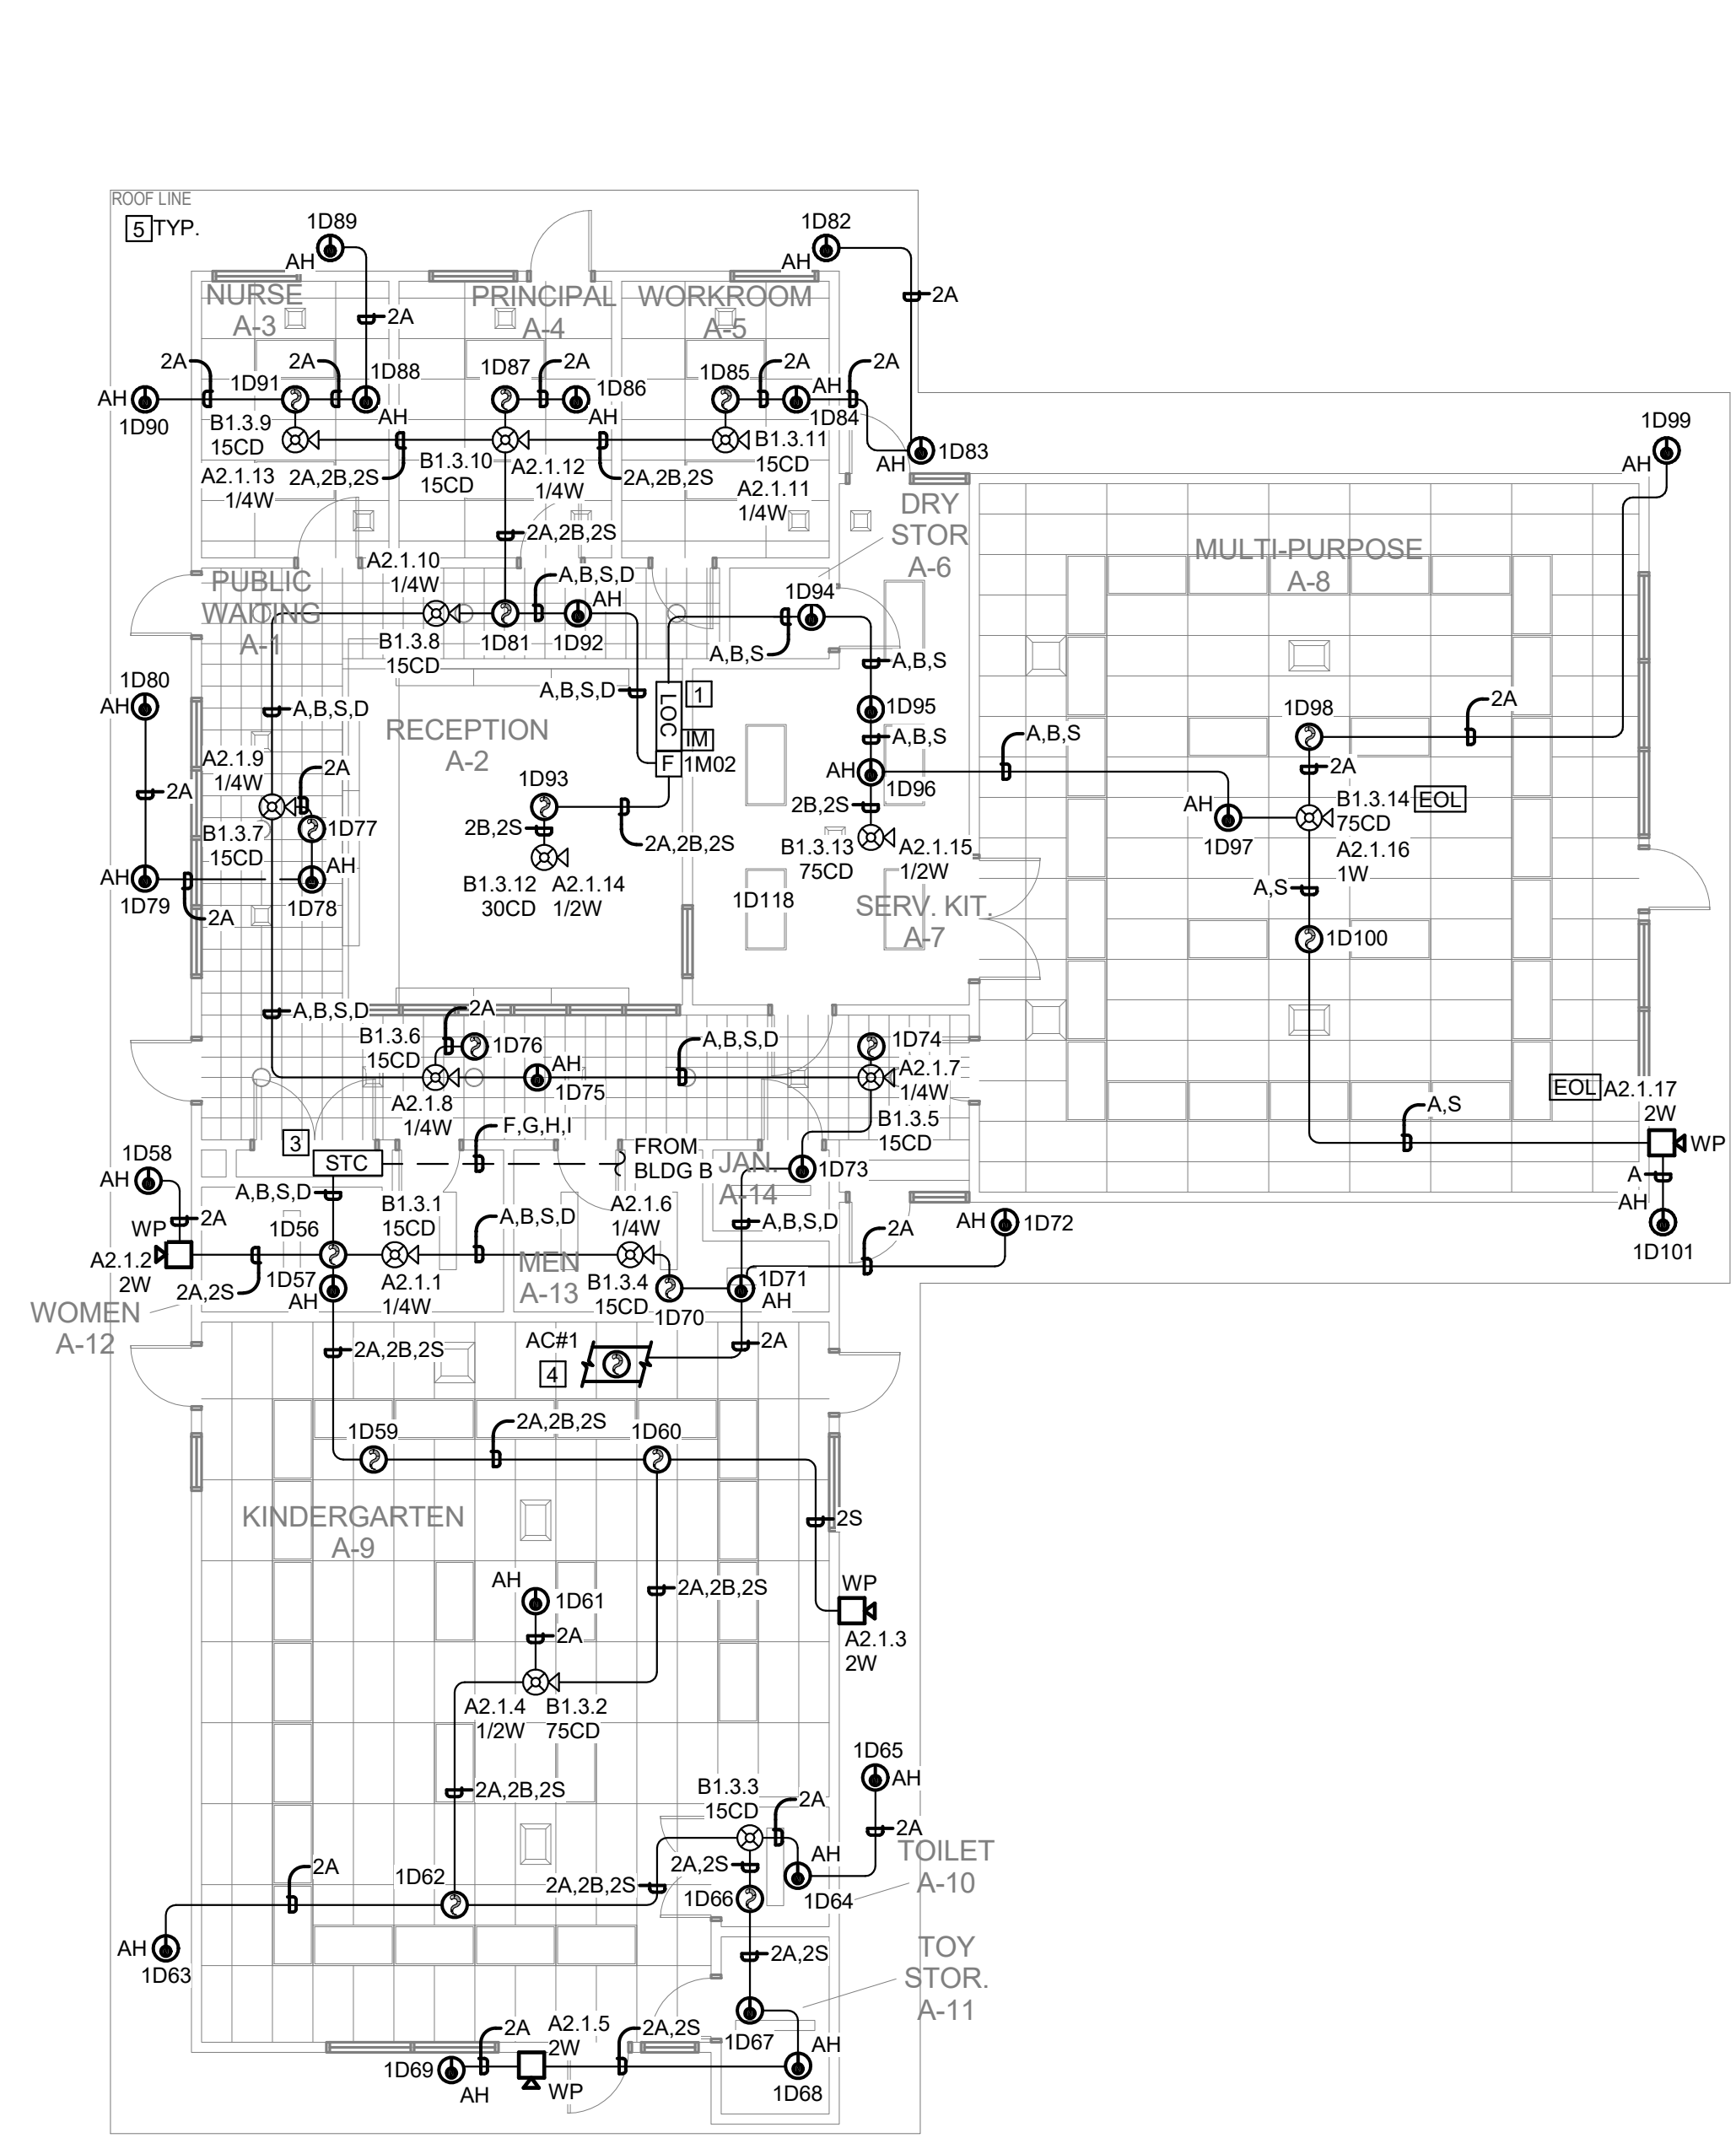 ROOF LINE
5 TYP.
1D89
AH
1D82
AH
2A
NURSE
A-3
PRINCIPAL
A-4
WORKROOM
A-5
2A
2A
2A
1D91
1D88
AH
1D87
2A
1D86
AH
1D85
2A
AH
1D84
2A
AH
1D90
B1.3.9
15CD
A2.1.13
1/4W
2A,2B,2S
B1.3.10
15CD
A2.1.12
1/4W
2A,2B,2S
B1.3.11
15CD
A2.1.11
1/4W
1D83
AH
1D99
AH
DRY
STOR
A-6
MULTI-PURPOSE
A-8
2A,2B,2S
A2.1.10
1/4W
PUBLIC
WAITING
A-1
A,B,S,D
AH
1D81
1D92
B1.3.8
15CD
1D94
A,B,S
A,B,S
1D80
AH
A,B,S,D
A,B,S,D
LOC
1
IM
F
1M02
RECEPTION
A-2
1D95
A,B,S
AH
1D96
A,B,S
1D98
2A
2A
A2.1.9
1/4W
2A
2A
1D93
2B,2S
2B,2S
B1.3.7
15CD
1D77
AH
2A,2B,2S
B1.3.13
75CD
A2.1.15
1/2W
AH
1D97
B1.3.14
75CD
EOL
A2.1.16
1W
AH
1D79
2A
1D78
B1.3.12
30CD
A2.1.14
1/2W
1D118
SERV. KIT.
A-7
A,S
1D100
A,B,S,D
2A
B1.3.6
15CD
1D76
AH
1D75
A,B,S,D
1D74
A2.1.7
1/4W
A2.1.8
1/4W
B1.3.5
15CD
EOL
A2.1.17
2W
WP
A,S
3
STC
F,G,H,I
FROM
BLDG B
JAN.
A-14
1D73
1D58
AH
A,B,S,D
B1.3.1
15CD
A,B,S,D
A2.1.6
1/4W
A,B,S,D
AH
1D72
A
AH
1D101
2A
WP
A2.1.2
2W
2A,2S
1D56
1D57
AH
A2.1.1
1/4W
MEN
A-13
B1.3.4
15CD
1D70
1D71
AH
2A
WOMEN
A-12
2A,2B,2S
AC#1
4
2A
1D59
2A,2B,2S
1D60
KINDERGARTEN
A-9
2S
AH
1D61
2A
2A,2B,2S
WP
A2.1.3
2W
A2.1.4
1/2W
B1.3.2
75CD
2A,2B,2S
B1.3.3
15CD
2A
1D65
AH
2A
TOILET
A-10
2A
1D62
2A,2B,2S
2A,2S
AH
1D66
1D64
AH
1D63
2A,2S
TOY
STOR.
A-11
2A
A2.1.5
2W
2A,2S
1D67
AH
1D69
AH
WP
1D68